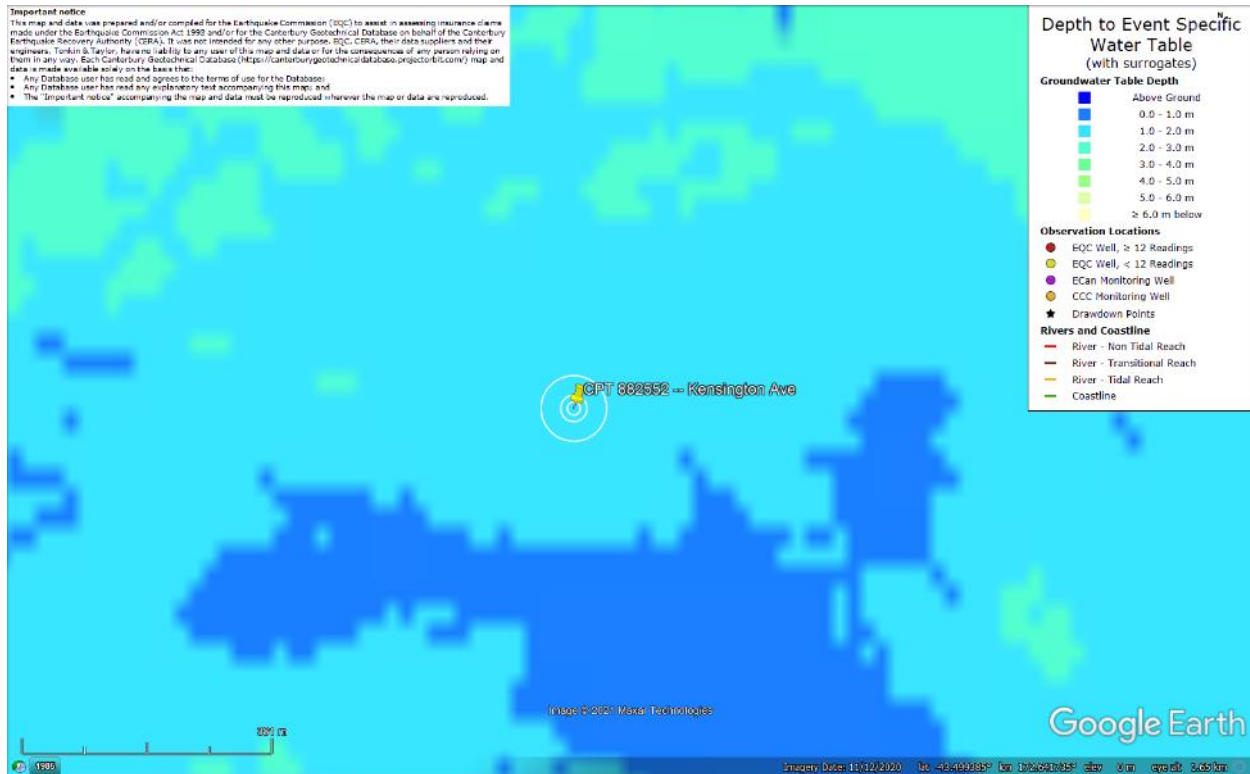 Important notice
This map and data was prepared and/or compiled for the Earthquake Commission (EQC) to assist in assessing insurance claims
made under the Earthquake Commission Act 1993 and/or for the Canterbury Geotechnical Database on behalf of the Canterbury
Earthquake Recovery Authority (CERA). It was not intended for any other purpose. EQC, CERA, their data suppliers and their
engineers, Tonkin & Taylor, have no liability to any user of this map and data or for the consequences of any person relying on
them in any way. Each Canterbury Geotechnical Database (https://canterburygeotechnicaldatabase.projectorbit.com/) map and
data is made available solely on the basis that:
• Any Database user has read and agrees to the terms of use for the Database;
• Any Database user has read any explanatory text accompanying this map; and
• The "Important notice" accompanying the map and data must be reproduced wherever the map or data are reproduced.
N
Depth to Event Specific
Water Table
(with surrogates)
Groundwater Table Depth
Above Ground
0.0 - 1.0 m
1.0 - 2.0 m
2.0 - 3.0 m
3.0 - 4.0 m
4.0 - 5.0 m
5.0 - 6.0 m
≥ 6.0 m below
Observation Locations
EQC Well, ≥ 12 Readings
EQC Well, < 12 Readings
ECan Monitoring Well
CCC Monitoring Well
Drawdown Points
Rivers and Coastline
River - Non Tidal Reach
River - Transitional Reach
River - Tidal Reach
Coastline
CPT 882552 -- Kensington Ave
Image © 2021 Maxar Technologies
Google Earth
1986
Imagery Date: 11/12/2020 lat -43.499385° lon elev 0 m eye alt 2.65 km